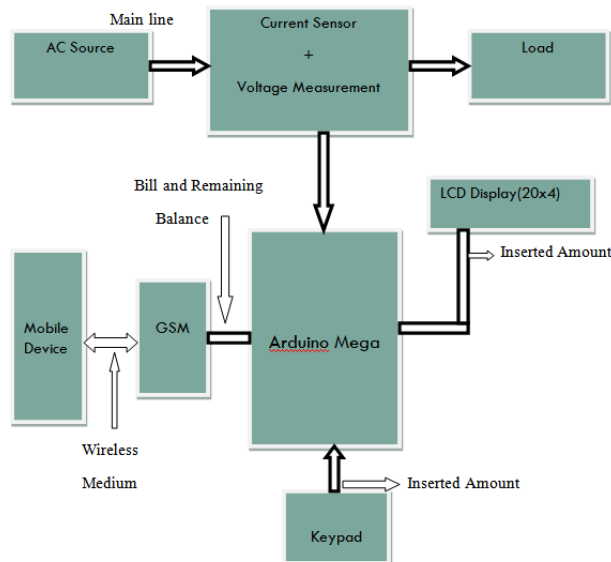 Main line
AC Source
Current Sensor
+
Voltage Measurement
Load
Bill and Remaining
Balance
LCD Display(20x4)
Inserted Amount
Mobile
Device
GSM
Arduino Mega
Wireless
Medium
Inserted Amount
Keypad